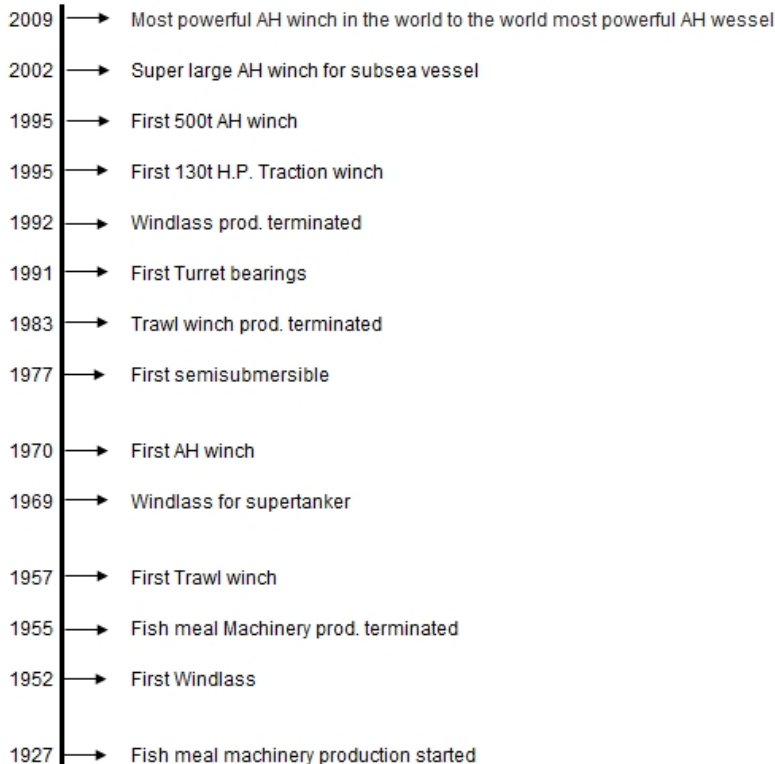 2009 Most powerful AH winch in the world to the world most powerful AH wessel
2002 Super large AH winch for subsea vessel
1995 First 500t AH winch
1995 First 130t H.P. Traction winch
1992 Windlass prod. terminated
1991 First Turret bearings
1983 Trawl winch prod. terminated
1977 First semisubmersible
1970 First AH winch
1969 Windlass for supertanker
1957 First Trawl winch
1955 Fish meal Machinery prod. terminated
1952 First Windlass
1927 Fish meal machinery production started